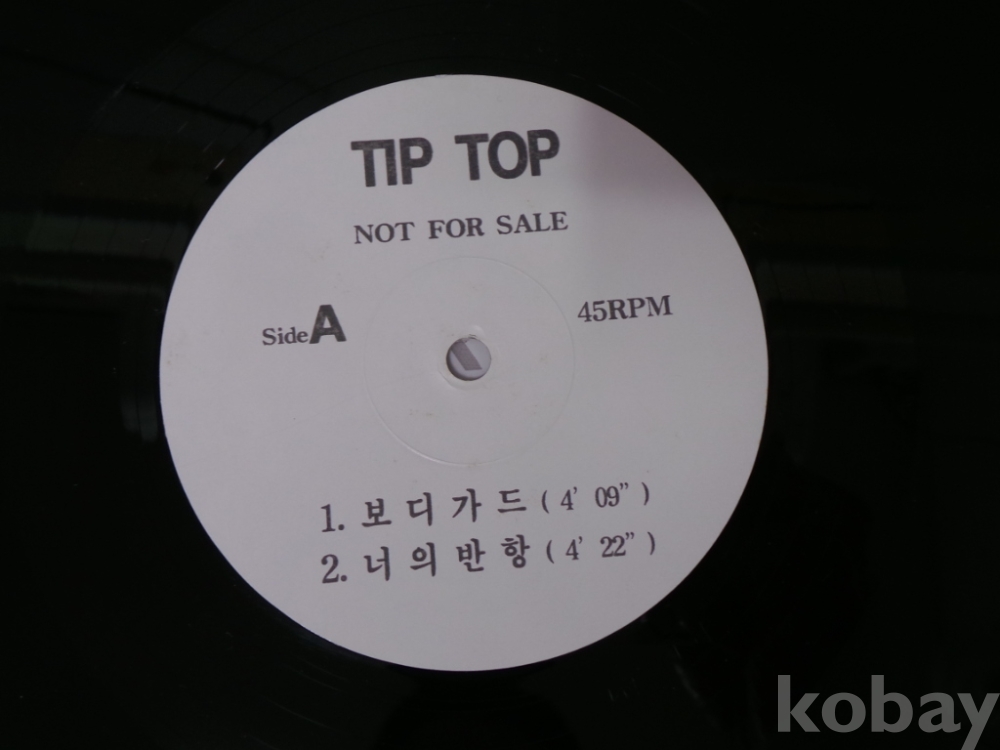 TIP TOP
NOT FOR SALE
Side A 45RPM
1. 보디가드 ( 4' 09" )
2. 너의반항 ( 4' 22" )
kobay